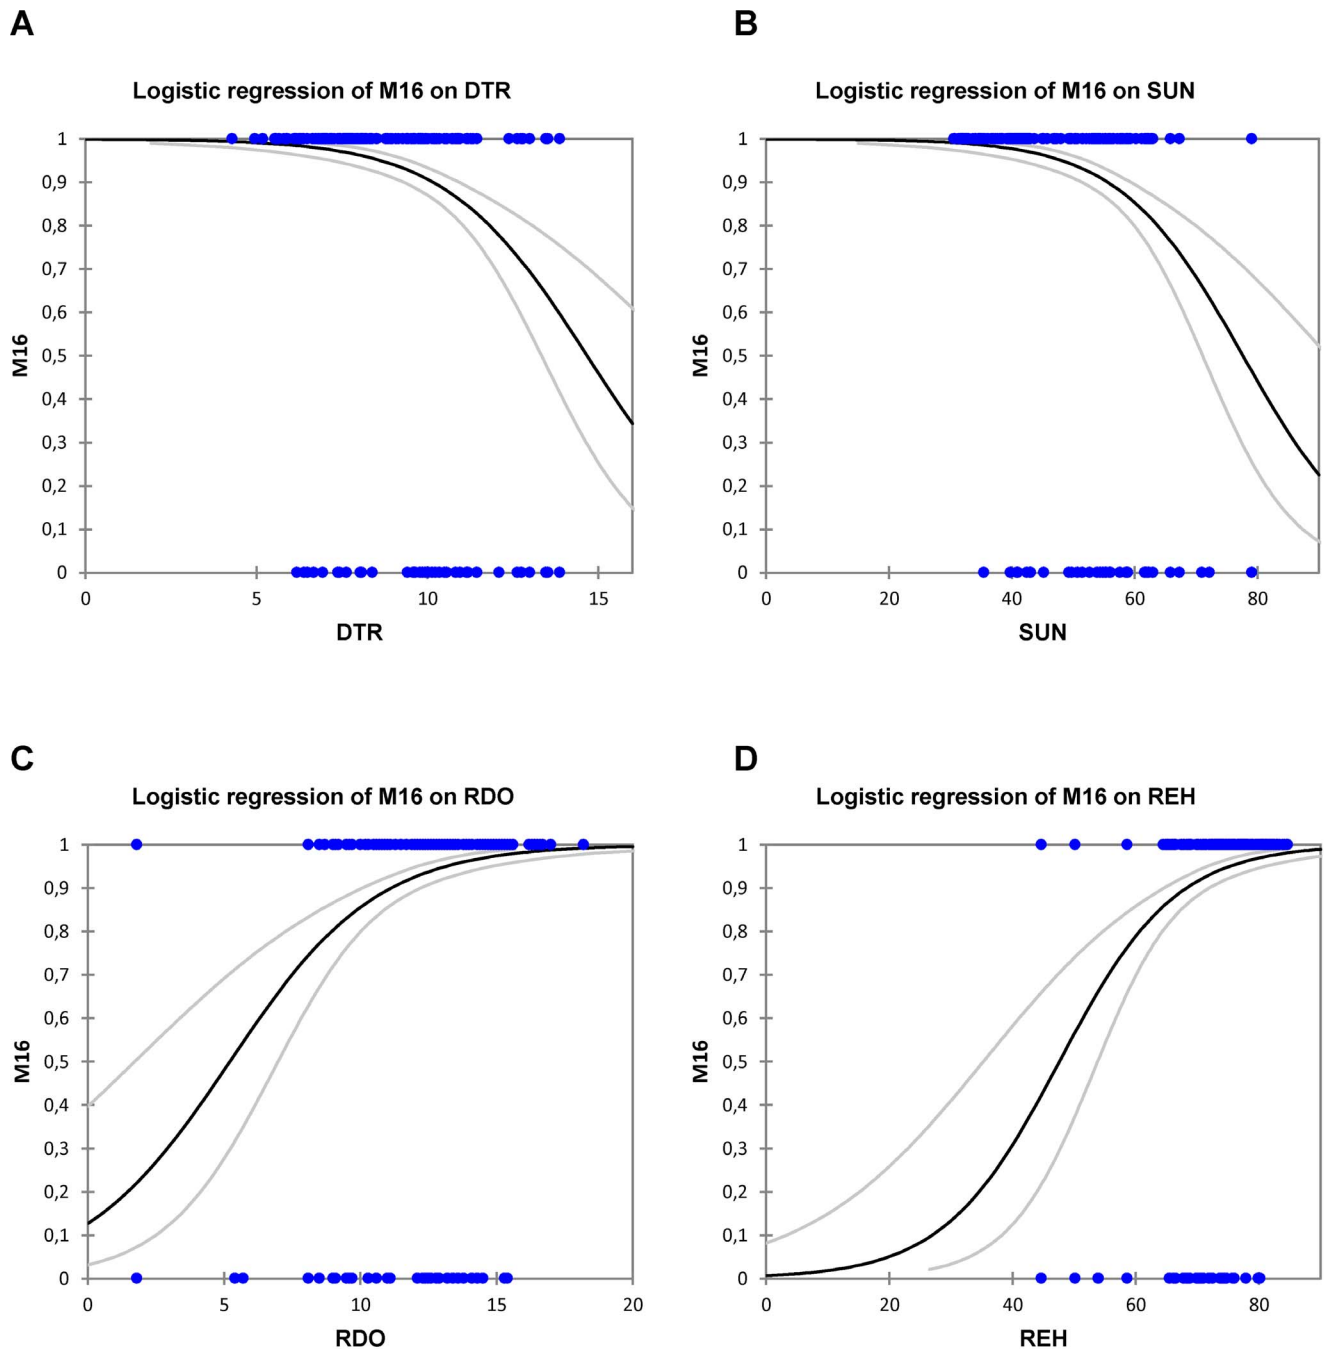 A
B
Logistic regression of M16 on DTR
Logistic regression of M16 on SUN
1
0,9
0,8
0,7
0,6
0,5
0,4
0,3
0,2
0,1
0
M16
0 5 10 15
DTR
1
0,9
0,8
0,7
0,6
0,5
0,4
0,3
0,2
0,1
0
M16
0 20 40 60 80
SUN
C
D
Logistic regression of M16 on RDO
Logistic regression of M16 on REH
1
0,9
0,8
0,7
0,6
0,5
0,4
0,3
0,2
0,1
0
M16
0 5 10 15 20
RDO
1
0,9
0,8
0,7
0,6
0,5
0,4
0,3
0,2
0,1
0
M16
0 20 40 60 80
REH